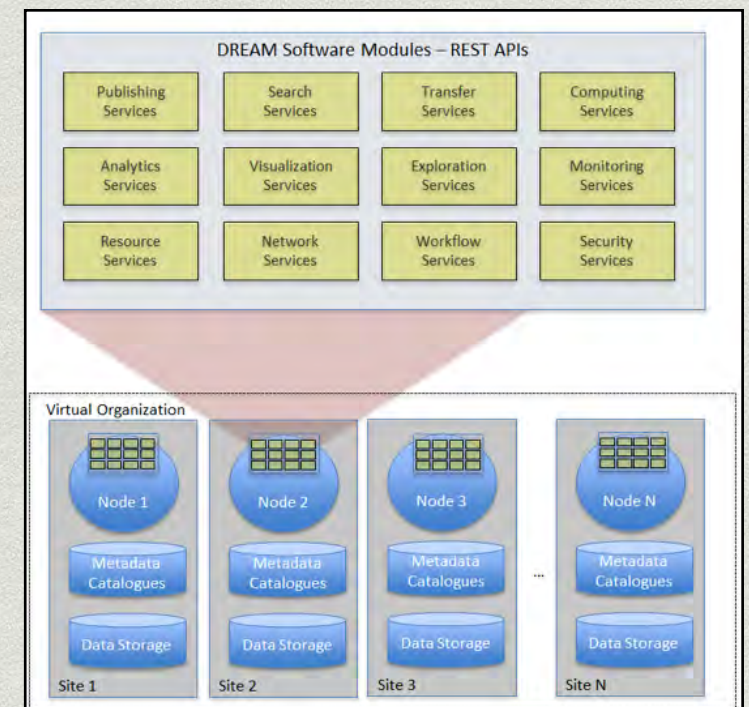 DREAM Software Modules – REST APIs
Publishing
Services
Search
Services
Transfer
Services
Computing
Services
Analytics
Services
Visualization
Services
Exploration
Services
Monitoring
Services
Resource
Services
Network
Services
Workflow
Services
Security
Services
Virtual Organization
Node 1
Metadata
Catalogues
Data Storage
Site 1
Node 2
Metadata
Catalogues
Data Storage
Site 2
Node 3
Metadata
Catalogues
Data Storage
Site 3
...
Node N
Metadata
Catalogues
Data Storage
Site N